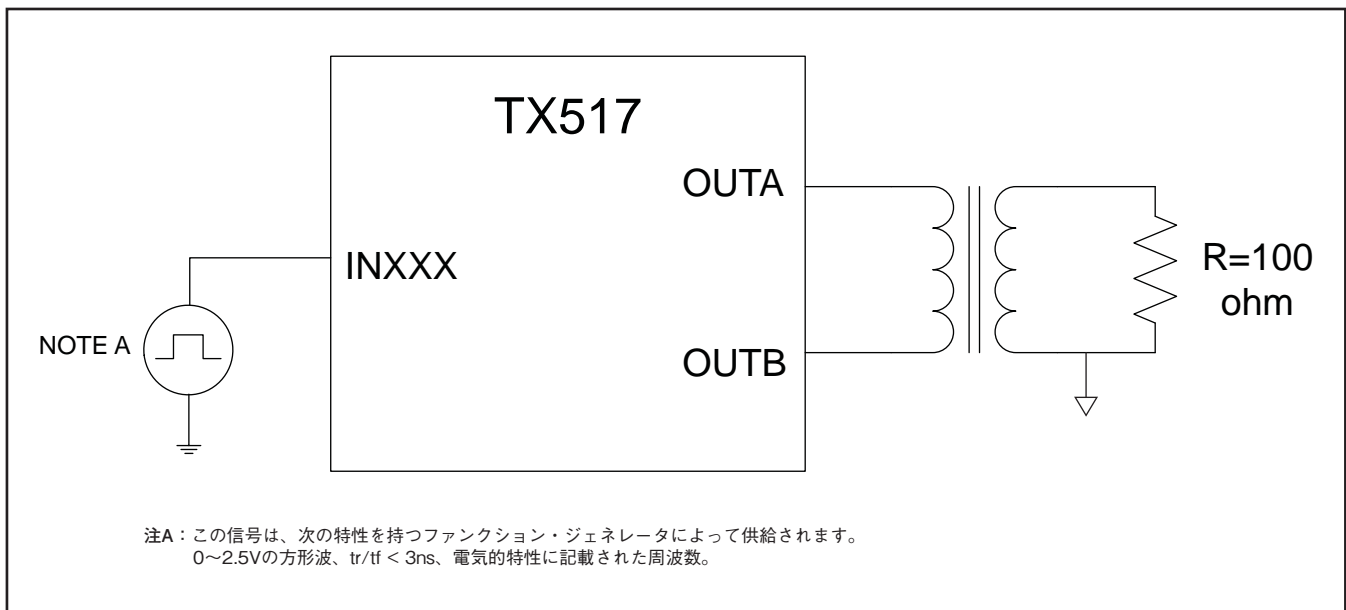 TX517
OUTA
INXXX
R=100
ohm
NOTE A
OUTB
注A：この信号は、次の特性を持つファンクション・ジェネレータによって供給されます。
0〜2.5Vの方形波、tr/tf < 3ns、電気的特性に記載された周波数。